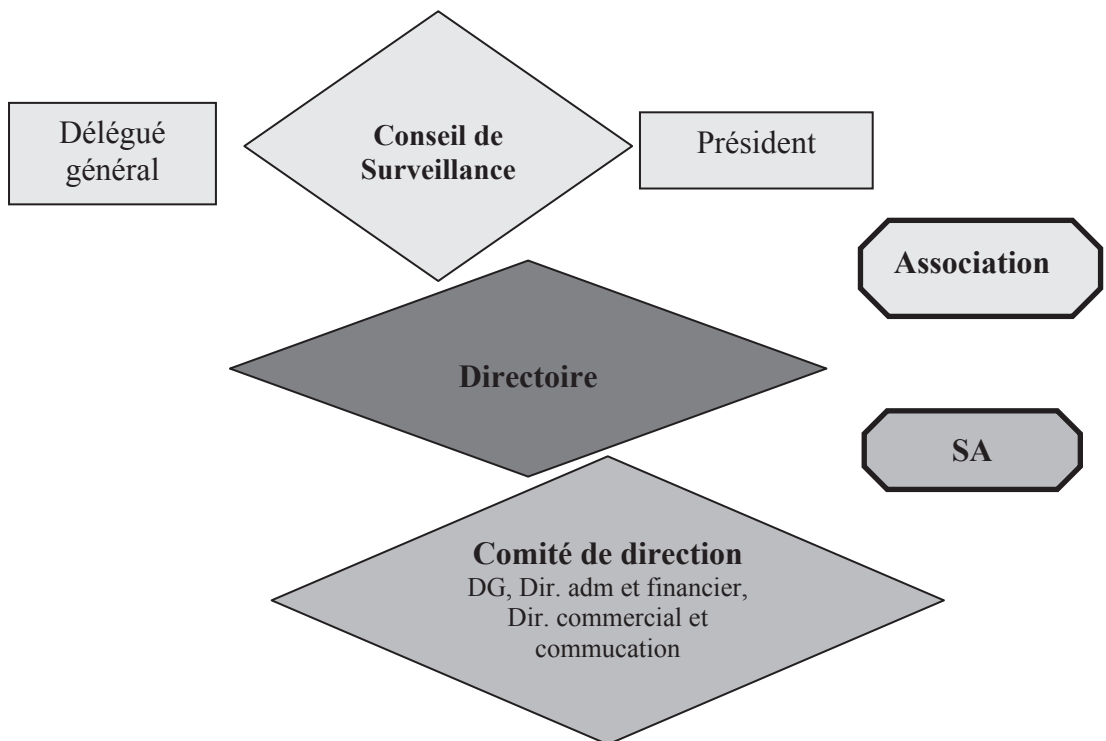 Délégué
général
Conseil de
Surveillance
Président
Association
Directoire
SA
Comité de direction
DG, Dir. adm et financier,
Dir. commercial et
commucation